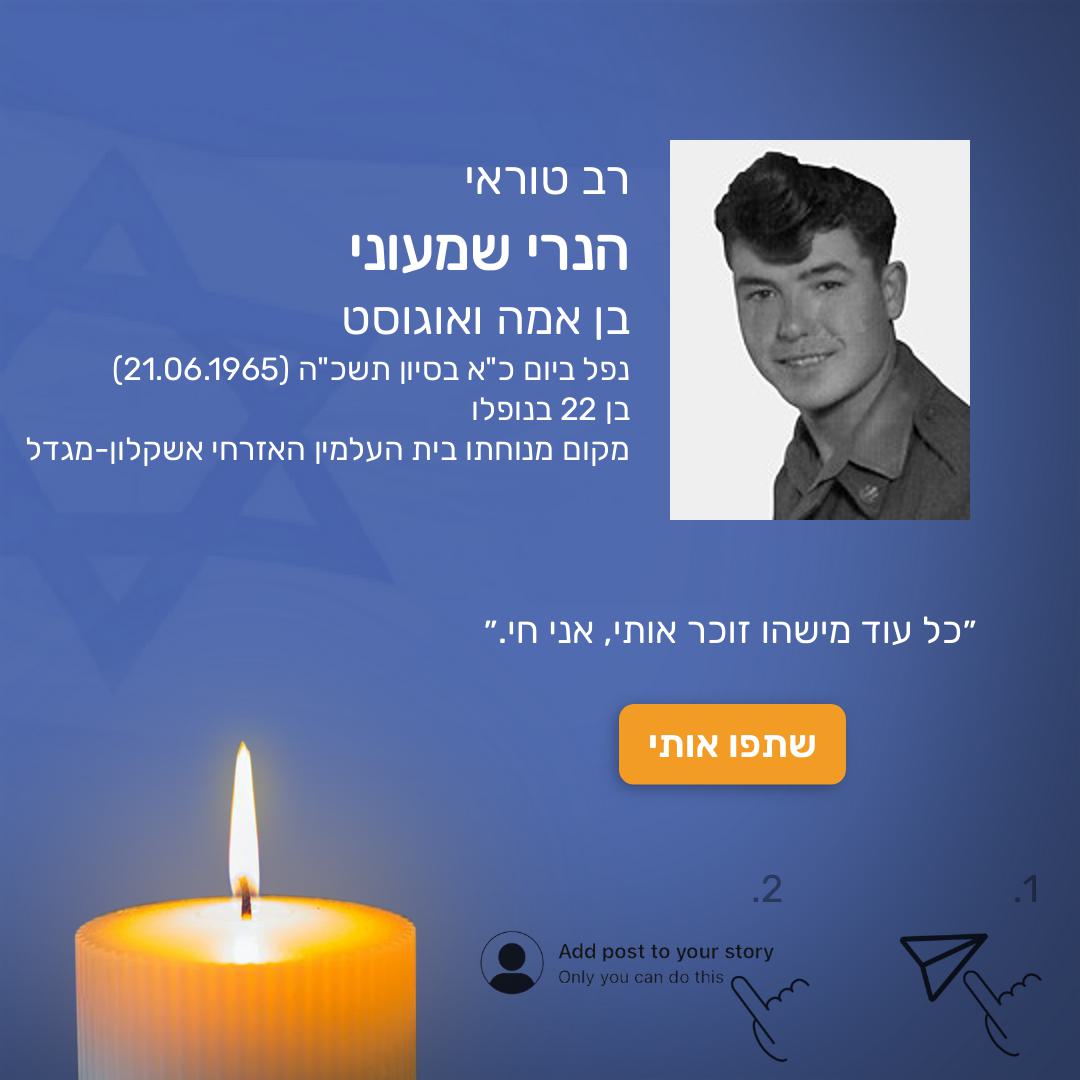 רב טוראי
הנרי שמעוני
בן אמה ואוגוסט
נפל ביום כ"א בסיון תשכ"ה (21.06.1965)
בן 22 בנופלו
מקום מנוחתו בית העלמין האזרחי אשקלון-מגדל
״כל עוד מישהו זוכר אותי, אני חי.״
שתפו אותי
.1
.2
Add post to your story
Only you can do this